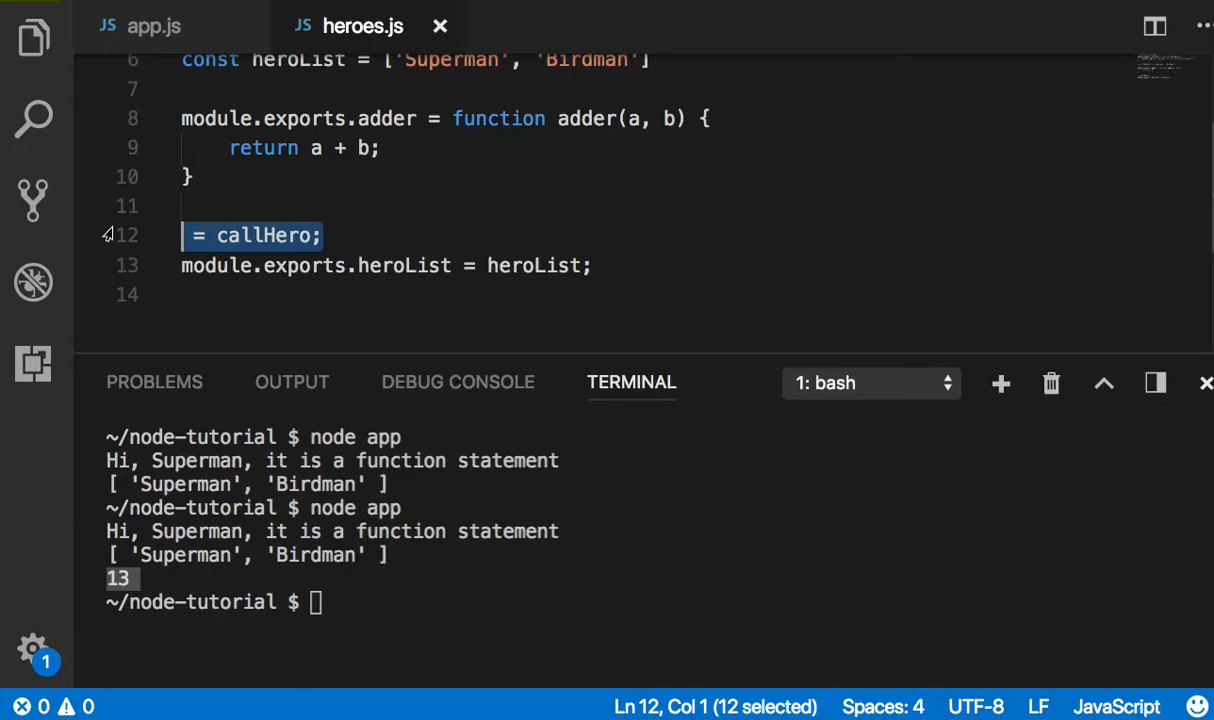 JS app.js JS heroes.js
6 const heroList = ['Superman', 'Birdman']
7
8 module.exports.adder = function adder(a, b) {
9 return a + b;
10 }
11
12 = callHero;
13 module.exports.heroList = heroList;
14
PROBLEMS OUTPUT DEBUG CONSOLE TERMINAL 1: bash
~/node-tutorial $ node app
Hi, Superman, it is a function statement
[ 'Superman', 'Birdman' ]
~/node-tutorial $ node app
Hi, Superman, it is a function statement
[ 'Superman', 'Birdman' ]
13
~/node-tutorial $
1
0 0 Ln 12, Col 1 (12 selected) Spaces: 4 UTF-8 LF JavaScript